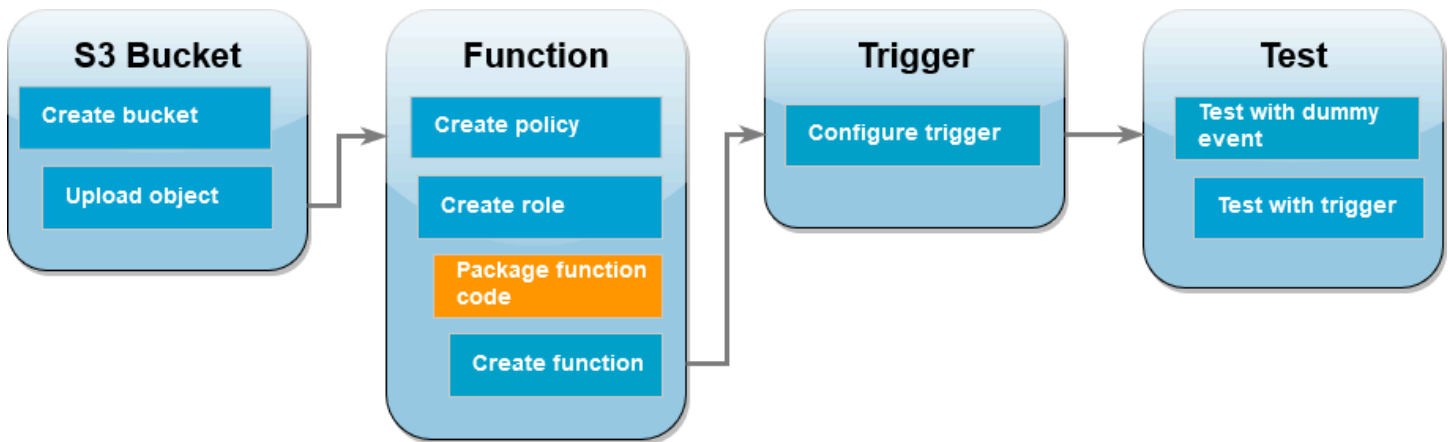 S3 Bucket
Create bucket
Upload object
Function
Create policy
Create role
Package function
code
Create function
Trigger
Configure trigger
Test
Test with dummy
event
Test with trigger